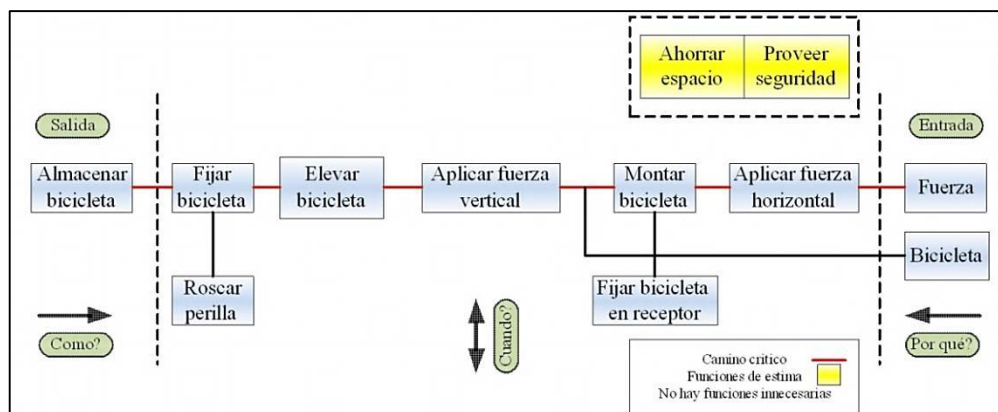 Ahorrar
espacio
Proveer
seguridad
Salida
Entrada
Almacenar
bicicleta
Fijar
bicicleta
Elevar
bicicleta
Aplicar fuerza
vertical
Montar
bicicleta
Aplicar fuerza
horizontal
Fuerza
Bicicleta
Roscar
perilla
Fijar bicicleta
en receptor
Como?
Cuando?
Por qué?
Camino critico
Funciones de estima
No hay funciones innecesarias